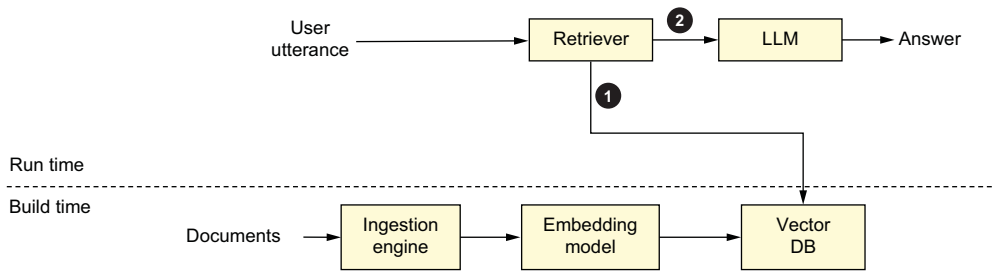 User
utterance
Retriever
2
LLM
Answer
1
Run time
Build time
Documents
Ingestion
engine
Embedding
model
Vector
DB